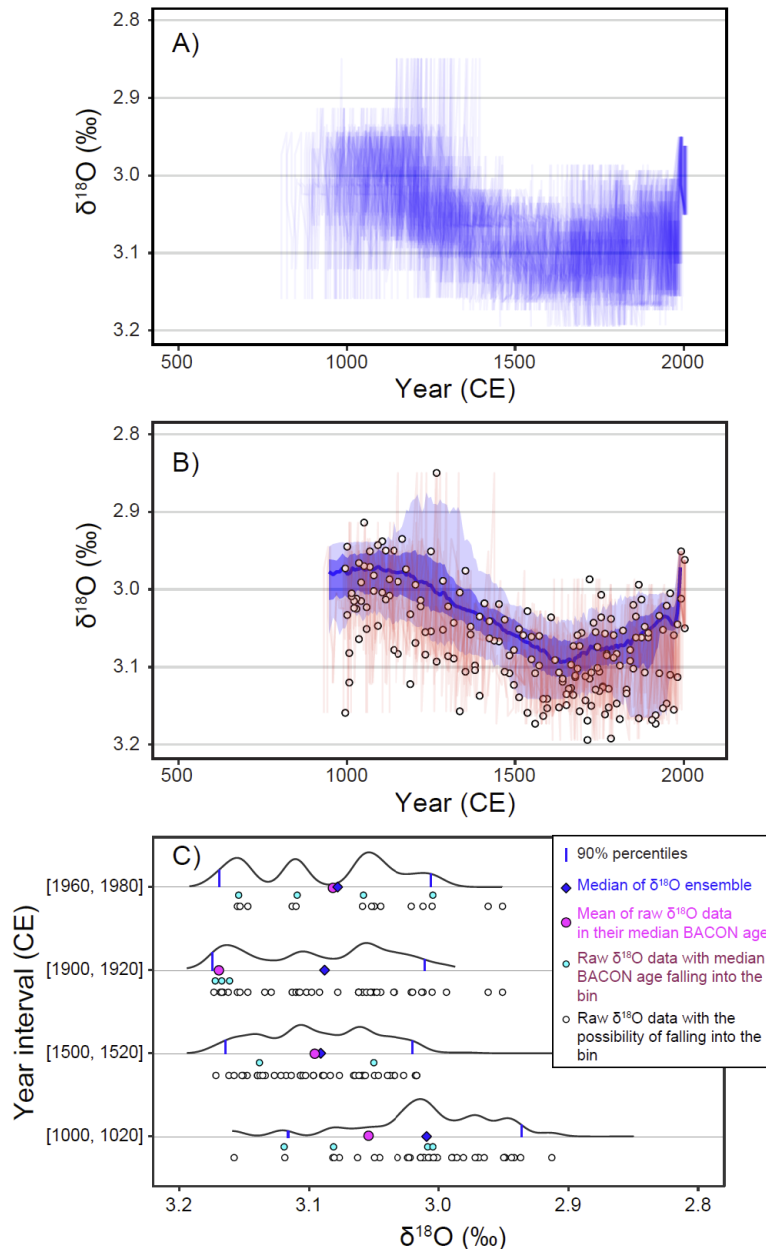 A)
2.8
2.9
3.0
3.1
3.2
δ18O (‰)
500
1000
1500
2000
Year (CE)
B)
2.8
2.9
3.0
3.1
3.2
δ18O (‰)
500
1000
1500
2000
Year (CE)
C)
Year interval (CE)
[1960, 1980]
[1900, 1920]
[1500, 1520]
[1000, 1020]
90% percentiles
Median of δ18O ensemble
Mean of raw δ18O data
in their median BACON age
Raw δ18O data with median
BACON age falling into the
bin
Raw δ18O data with the
possibility of falling into the
bin
3.2
3.1
3.0
2.9
2.8
δ18O (‰)